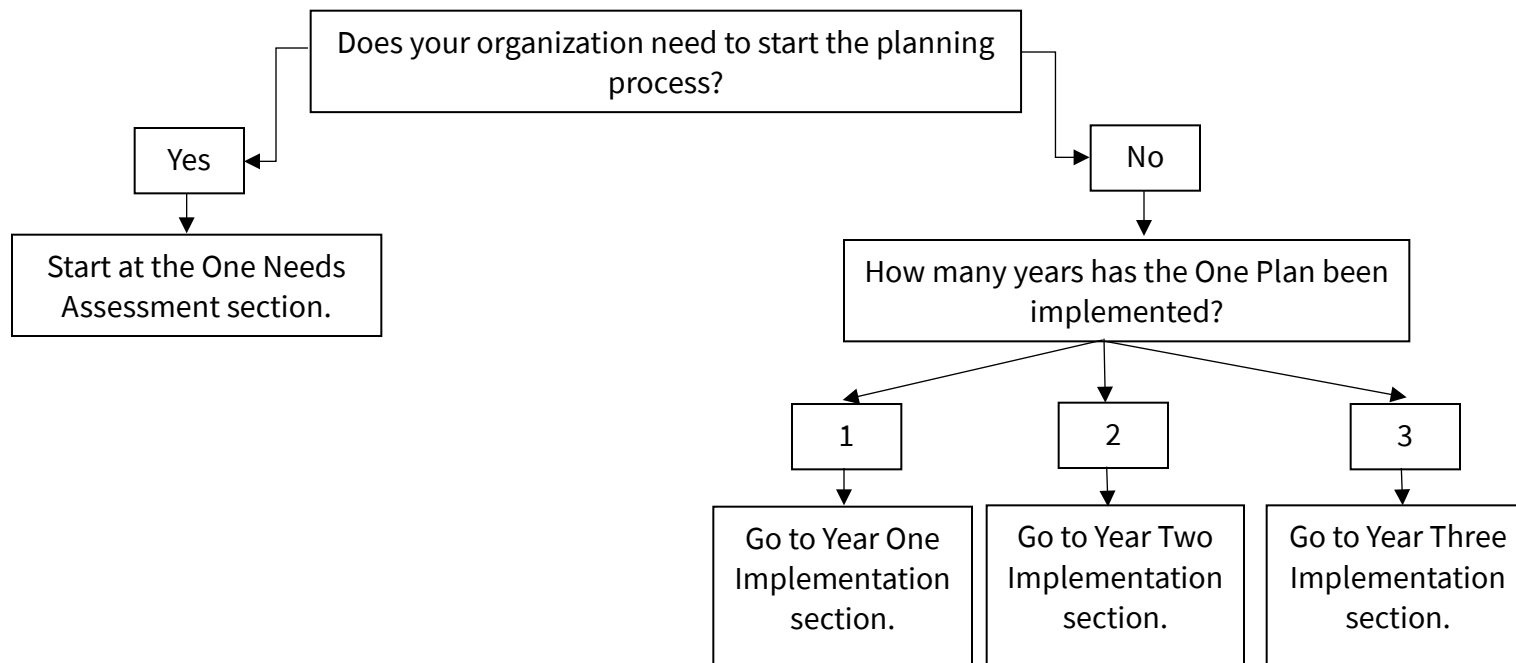 Does your organization need to start the planning
process?
Yes
No
Start at the One Needs
Assessment section.
How many years has the One Plan been
implemented?
1
2
3
Go to Year One
Implementation
section.
Go to Year Two
Implementation
section.
Go to Year Three
Implementation
section.